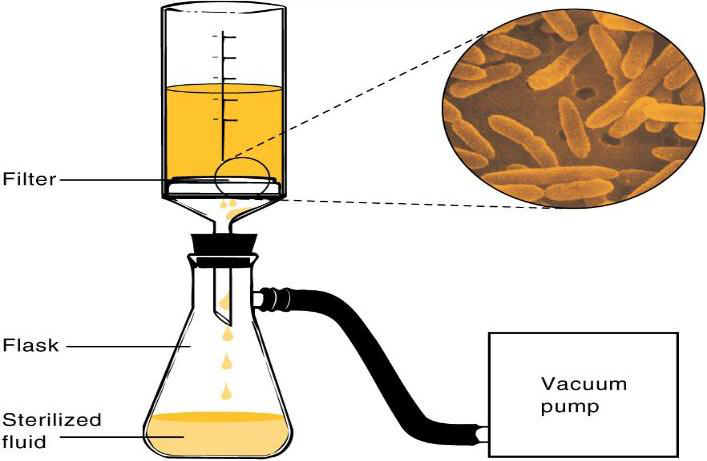 Filter
Flask
Vacuum
pump
Sterilized
fluid